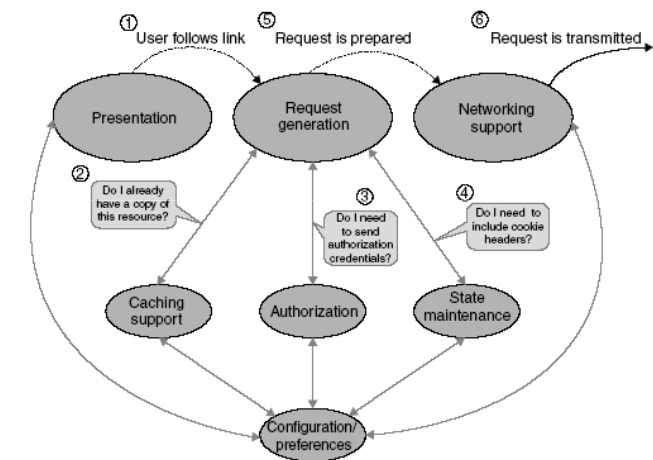 ① User follows link
⑤ Request is prepared
⑥ Request is transmitted
Presentation
Request
generation
Networking
support
② Do I already
have a copy of
this resource?
③ Do I need
to send
authorization
credentials?
④ Do I need to
include cookie
headers?
Caching
support
Authorization
State
maintenance
Configuration/
preferences